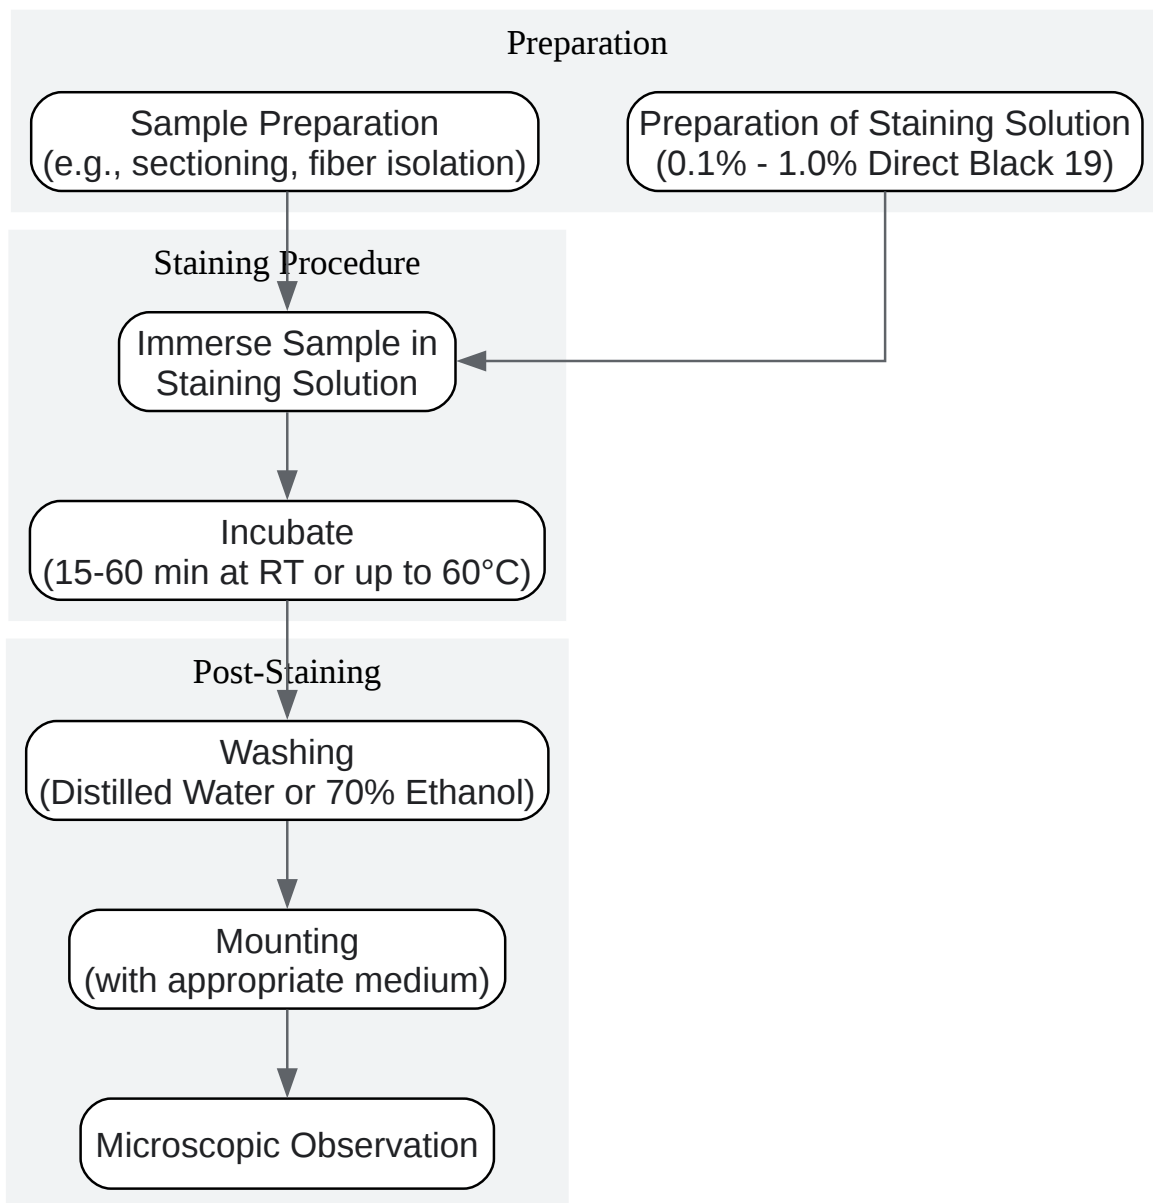 Preparation
Sample Preparation
(e.g., sectioning, fiber isolation)
Preparation of Staining Solution
(0.1% - 1.0% Direct Black 19)
Staining Procedure
Immerse Sample in
Staining Solution
Incubate
(15-60 min at RT or up to 60°C)
Post-Staining
Washing
(Distilled Water or 70% Ethanol)
Mounting
(with appropriate medium)
Microscopic Observation